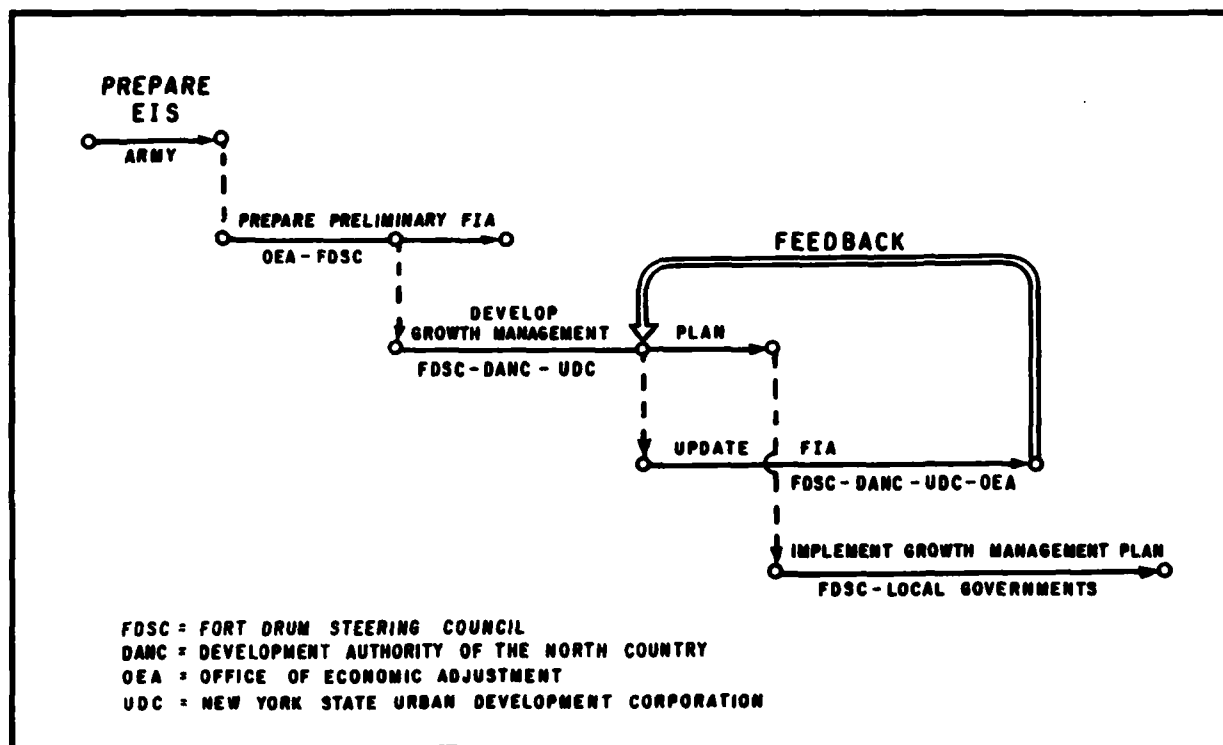 PREPARE
EIS
ARMY
PREPARE PRELIMINARY FIA
OEA-FDSC
FEEDBACK
DEVELOP
GROWTH MANAGEMENT PLAN
FDSC-DANC-UDC
UPDATE FIA
FDSC-DANC-UDC-OEA
IMPLEMENT GROWTH MANAGEMENT PLAN
FDSC-LOCAL GOVERNMENTS
FDSC = FORT DRUM STEERING COUNCIL
DANC = DEVELOPMENT AUTHORITY OF THE NORTH COUNTRY
OEA = OFFICE OF ECONOMIC ADJUSTMENT
UDC = NEW YORK STATE URBAN DEVELOPMENT CORPORATION